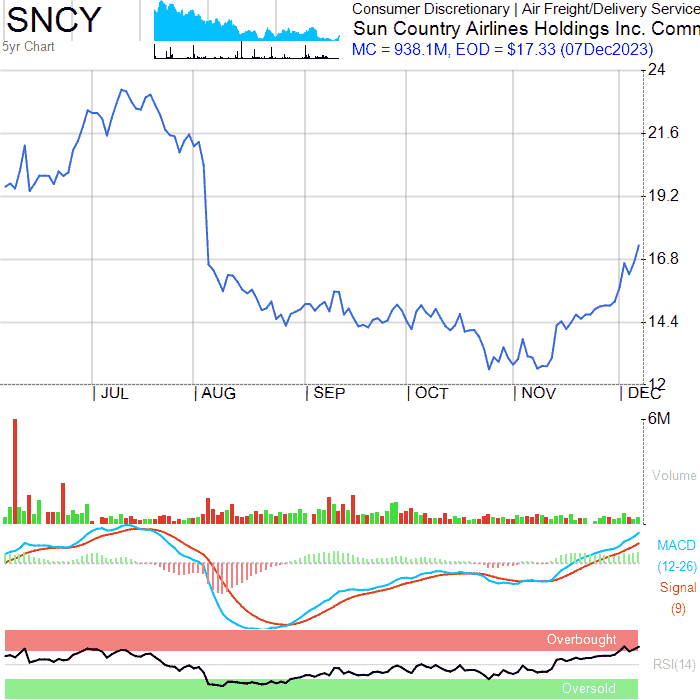 SNCY
5yr Chart
Consumer Discretionary | Air Freight/Delivery Service
Sun Country Airlines Holdings Inc. Comm
MC = 938.1M, EOD = $17.33 (07Dec2023)
24
21.6
19.2
16.8
14.4
12
JUL
AUG
SEP
OCT
NOV
DEC
6M
Volume
MACD
(12-26)
Signal
(9)
Overbought
RSI(14)
Oversold